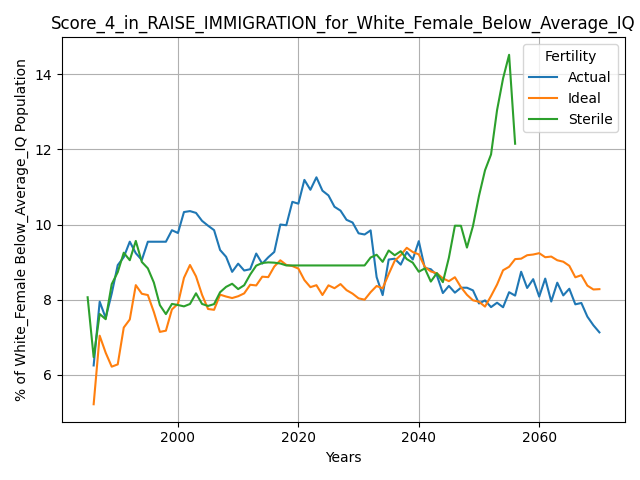 Score_4_in_RAISE_IMMIGRATION_for_White_Female_Below_Average_IQ
% of White_Female Below_Average_IQ Population
14
12
10
8
6
Fertility
Actual
Ideal
Sterile
2000
2020
2040
2060
Years